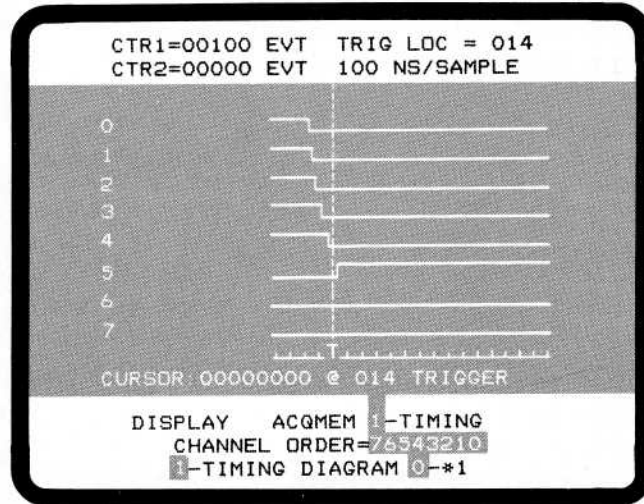 CTR1=00100 EVT TRIG LOC = 014
CTR2=00000 EVT 100 NS/SAMPLE
0
1
2
3
4
5
6
7
T
CURSOR:00000000 @ 014 TRIGGER
DISPLAY ACQMEM 1-TIMING
CHANNEL ORDER=76543210
1-TIMING DIAGRAM 0-*1